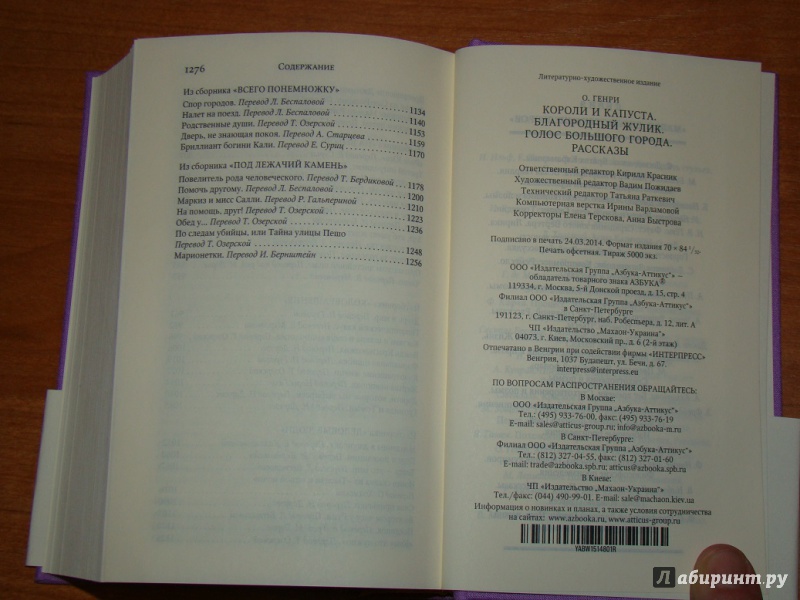 1276 Содержание
Из сборника «ВСЕГО ПОНЕМНОЖКУ»
Спор городов. Перевод Л. Беспаловой 1134
Налет на поезд. Перевод Л. Беспаловой 1140
Родственные души. Перевод Т. Озерской 1153
Дверь, не знающая покоя. Перевод А. Старцева 1159
Бриллиант богини Кали. Перевод Е. Суриц 1170
Из сборника «ПОД ЛЕЖАЧИЙ КАМЕНЬ»
Повелитель рода человеческого. Перевод Т. Бердиковой 1178
Помочь другому. Перевод Л. Беспаловой 1200
Маркиз и мисс Салли. Перевод Р. Гальпериной 1210
На помощь, друг! Перевод Т. Озерской 1223
Обед у... Перевод Т. Озерской 1236
По следам убийцы, или Тайна улицы Пешо
Перевод Т. Озерской 1248
Марионетки. Перевод И. Бернштейн 1256
Литературно-художественное издание
О. ГЕНРИ
КОРОЛИ И КАПУСТА.
БЛАГОРОДНЫЙ ЖУЛИК.
ГОЛОС БОЛЬШОГО ГОРОДА.
РАССКАЗЫ
Ответственный редактор Кирилл Красник
Художественный редактор Вадим Пожидаев
Технический редактор Татьяна Раткевич
Компьютерная верстка Ирины Варламовой
Корректоры Елена Терскова, Анна Быстрова
Подписано в печать 24.03.2014. Формат издания 70 × 84
Печать офсетная. Тираж 5000 экз.
ООО «Издательская Группа „Азбука-Аттикус"» —
обладатель товарного знака АЗБУКА®
119334, г. Москва, 5-й Донской проезд, д. 15, стр. 4
Филиал ООО «Издательская Группа „Азбука-Аттикус"»
в Санкт-Петербурге
191123, г. Санкт-Петербург, наб. Робеспьера, д. 12, лит. А
ЧП «Издательство „Махаон-Украина"»
04073, г. Киев, Московский пр., д. 6 (2-й этаж)
Отпечатано в Венгрии при содействии фирмы «ИНТЕРПРЕСС»
Венгрия, 1037 Будапешт, ул. Бечи, д. 67.
interpress@interpress.eu
ПО ВОПРОСАМ РАСПРОСТРАНЕНИЯ ОБРАЩАЙТЕСЬ:
В Москве:
ООО «Издательская Группа „Азбука-Аттикус"»
Тел.: (495) 933-76-00, факс: (495) 933-76-19
E-mail: sales@atticus-group.ru; info@azbooka-m.ru
В Санкт-Петербурге:
Филиал ООО «Издательская Группа „Азбука-Аттикус"»
Тел.: (812) 327-04-55, факс: (812) 327-01-60
E-mail: trade@azbooka.spb.ru; atticus@azbooka.spb.ru
В Киеве:
ЧП «Издательство „Махаон-Украина"»
Тел./факс: (044) 490-99-01. E-mail: sale@machaon.kiev.ua
Информация о новинках и планах, а также условия сотрудничества
на сайтах: www.azbooka.ru, www.atticus-group.ru
YABW1514801R
Лабиринт.ру